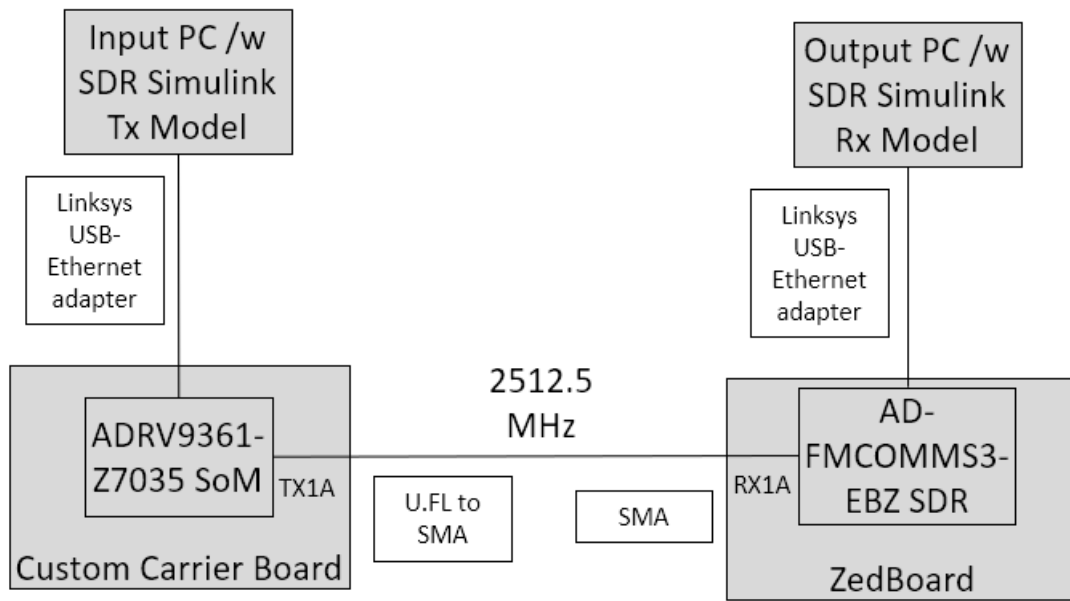 Input PC /w
SDR Simulink
Tx Model
Output PC /w
SDR Simulink
Rx Model
Linksys
USB-
Ethernet
adapter
Linksys
USB-
Ethernet
adapter
2512.5
MHz
ADRV9361-
Z7035 SoM
TX1A
U.FL to
SMA
SMA
RX1A
AD-
FMCOMMS3-
EBZ SDR
Custom Carrier Board
ZedBoard